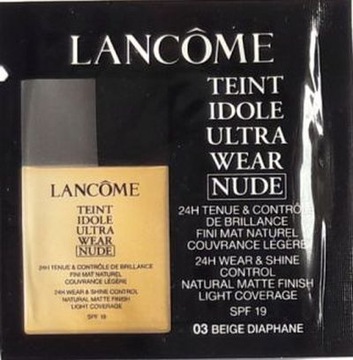 LANCÔME
TEINT
IDOLE
ULTRA
WEAR
NUDE
24H TENUE & CONTRÔLE
DE BRILLANCE
FINI MAT NATUREL
COUVRANCE LÉGÈRE
24H WEAR & SHINE
CONTROL
NATURAL MATTE FINISH
LIGHT COVERAGE
SPF 19
03 BEIGE DIAPHANE
LANCÔME
TEINT
IDOLE
ULTRA
WEAR
NUDE
24H TENUE & CONTRÔLE DE BRILLANCE
FINI MAT NATUREL
COUVRANCE LÉGÈRE
24H WEAR & SHINE CONTROL
NATURAL MATTE FINISH
LIGHT COVERAGE
SPF 19